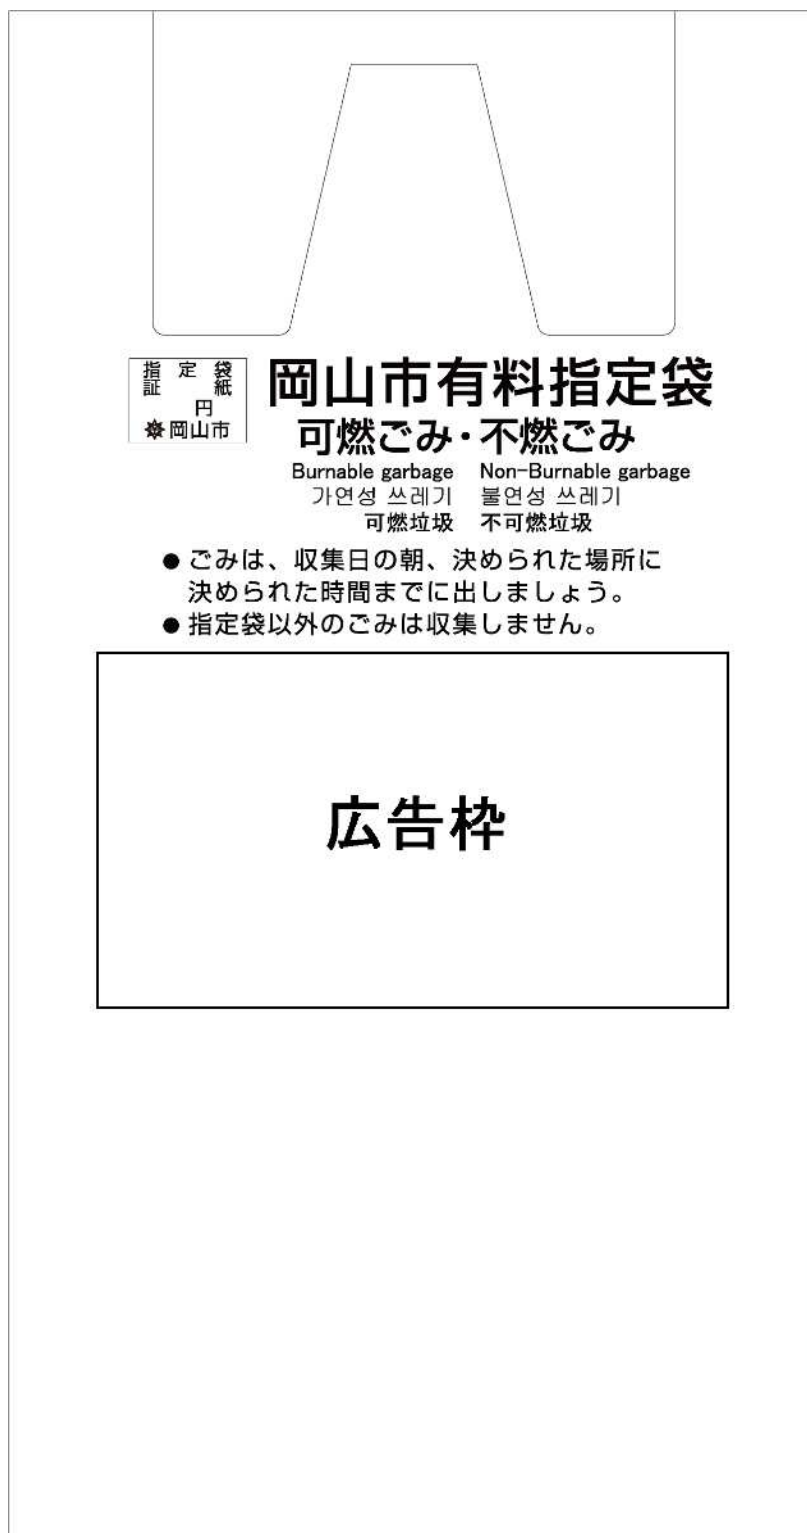 指定袋
証紙
円
岡山市
岡山市有料指定袋
可燃ごみ・不燃ごみ
Burnable garbage Non-Burnable garbage
가연성 쓰레기 불연성 쓰레기
可燃垃圾 不可燃垃圾
● ごみは、収集日の朝、決められた場所に
決められた時間までに出しましょう。
● 指定袋以外のごみは収集しません。
広告枠